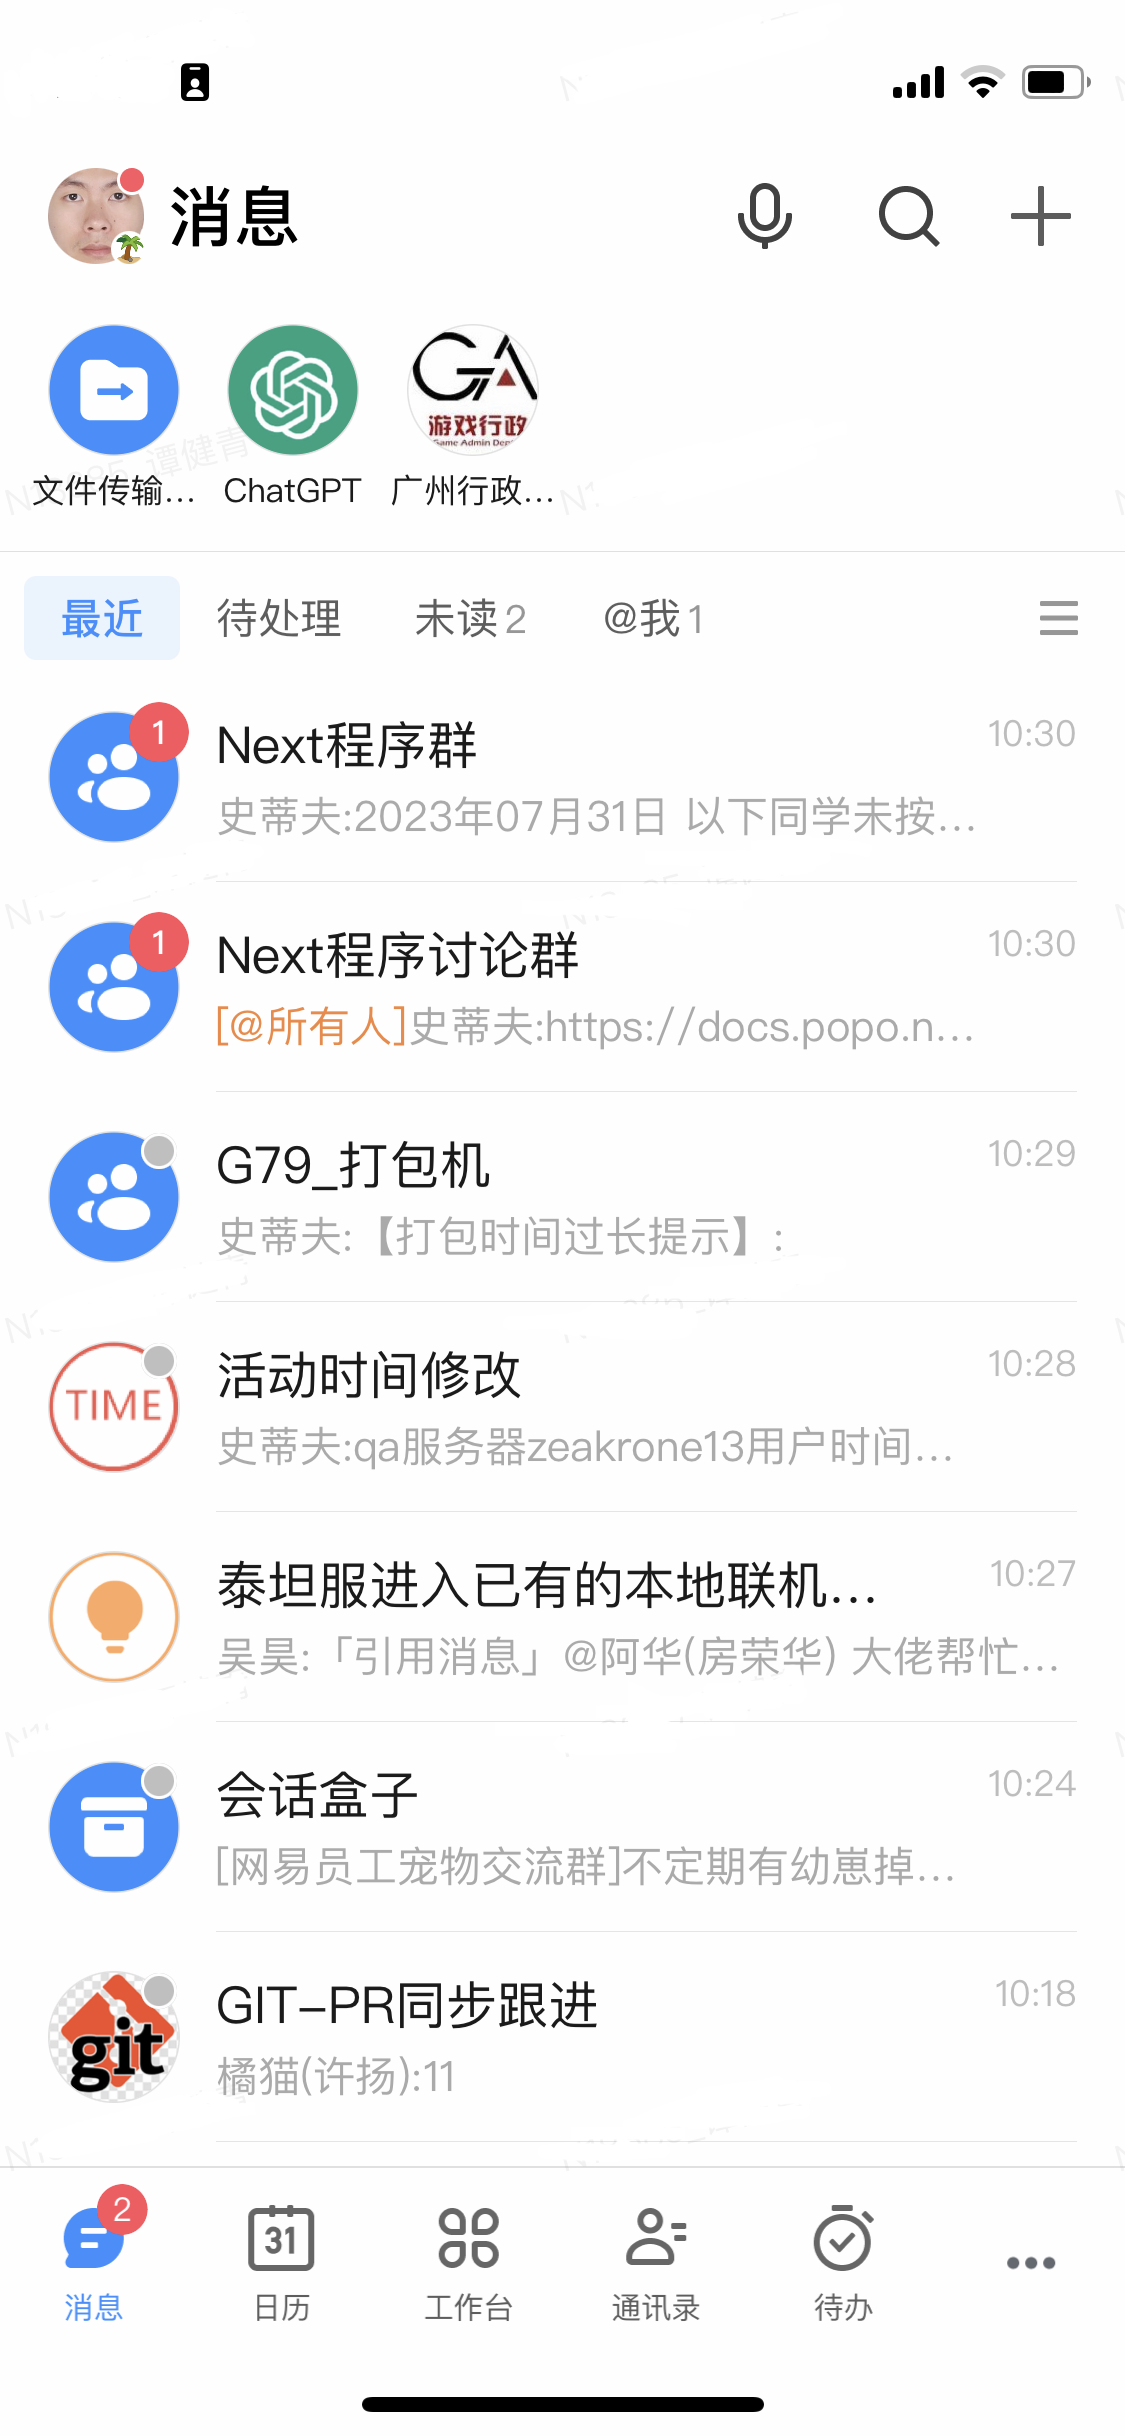 消息
游戏行政
Game Admin Dep
文件传输...
ChatGPT
广州行政...
谭健青
最近
待处理
未读 2
@我 1
1
Next程序群
10:30
史蒂夫:2023年07月31日 以下同学未按...
1
Next程序讨论群
10:30
[@所有人]史蒂夫:https://docs.popo.n...
G79_打包机
10:29
史蒂夫:【打包时间过长提示】:
TIME
活动时间修改
10:28
史蒂夫:qa服务器zeakrone13用户时间...
泰坦服进入已有的本地联机...
10:27
吴昊:「引用消息」@阿华(房荣华) 大佬帮忙...
会话盒子
10:24
[网易员工宠物交流群]不定期有幼崽掉...
git
GIT-PR同步跟进
10:18
橘猫(许扬):11
2
31
消息
日历
工作台
通讯录
待办